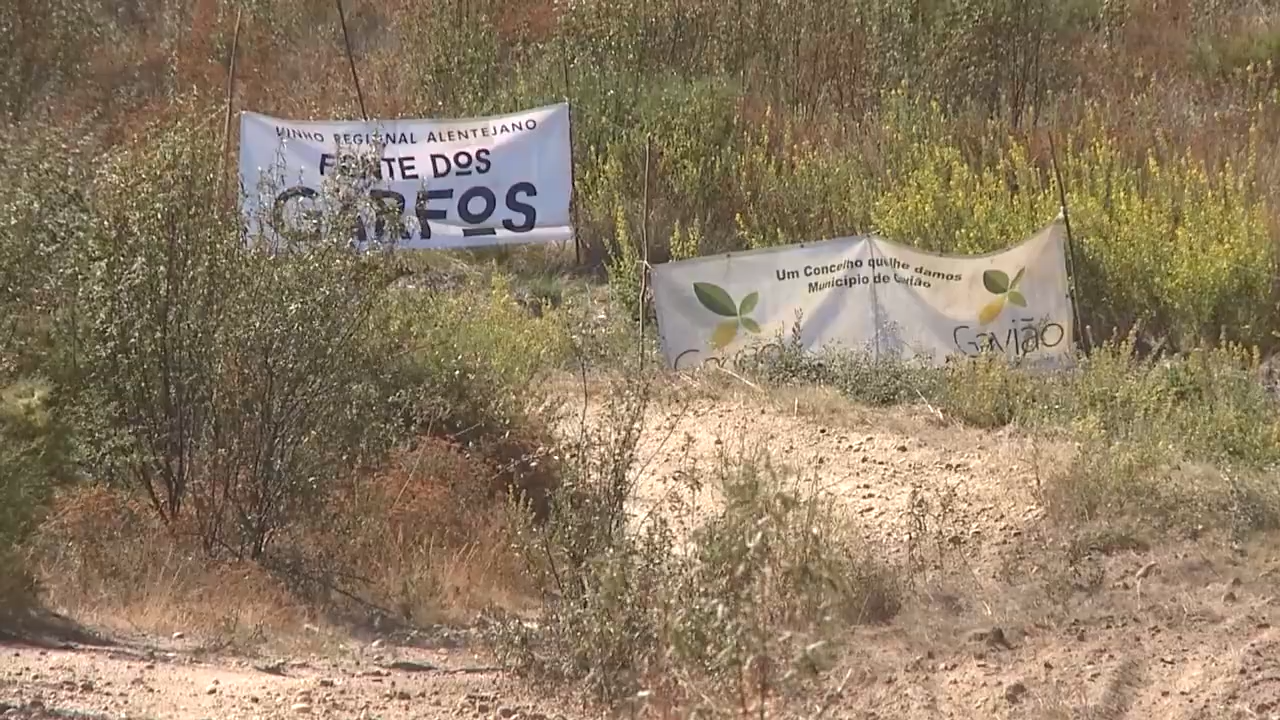 VINHO REGIONAL ALENTEJANO
FONTE DOS
GARFOS
Um Concelho que lhe damos
Município de Gavião
Gavião